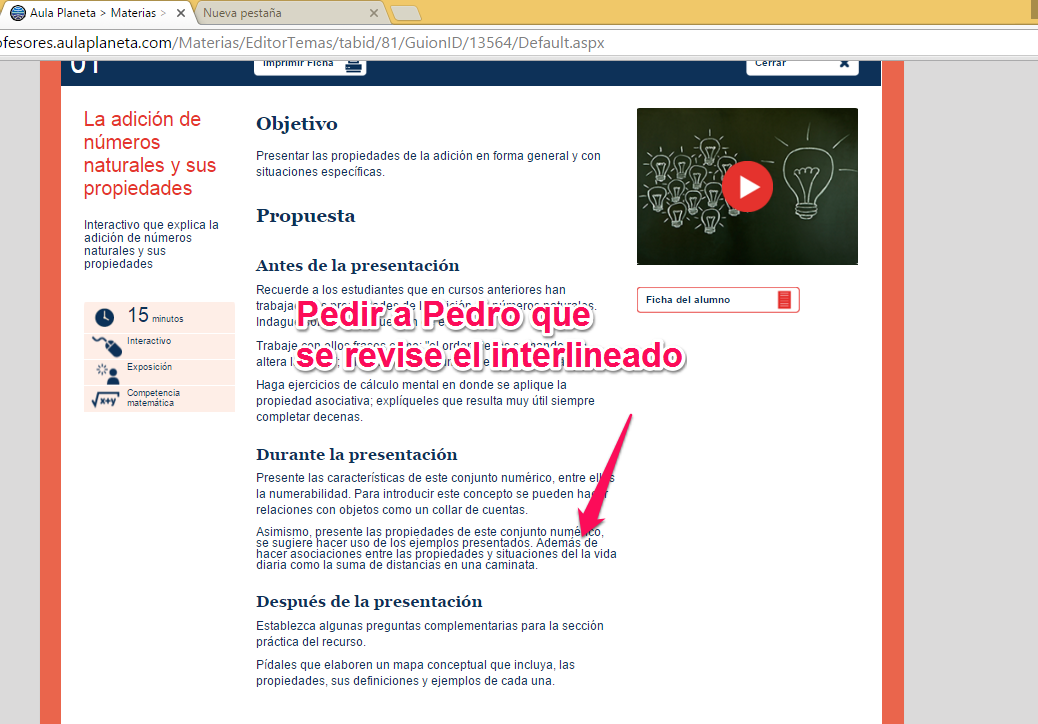 Aula Planeta > Materias >
Nueva pestaña
ofesores.aulaplaneta.com/Materias/EditorTemas/tabid/81/GuionID/13564/Default.aspx
01
Imprimir Ficha
Cerrar
La adición de
números
naturales y sus
propiedades
Interactivo que explica la
adición de números
naturales y sus
propiedades
15 minutos
Interactivo
Exposición
Competencia
matemática
√x+y
Objetivo
Presentar las propiedades de la adición en forma general y con
situaciones específicas.
Propuesta
Antes de la presentación
Recuerde a los estudiantes que en cursos anteriores han
números naturales.
Pedir a Pedro que
se revise el interlineado
Haga ejercicios de cálculo mental en donde se aplique la
propiedad asociativa; explíqueles que resulta muy útil siempre
completar decenas.
Durante la presentación
Presente las características de este conjunto numérico, entre ellas
la numerabilidad. Para introducir este concepto se pueden hacer
relaciones con objetos como un collar de cuentas.
Asimismo, presente las propiedades de este conjunto numérico,
se sugiere hacer uso de los ejemplos presentados. Además de
hacer asociaciones entre las propiedades y situaciones del la vida
diaria como la suma de distancias en una caminata.
Después de la presentación
Establezca algunas preguntas complementarias para la sección
práctica del recurso.
Pídales que elaboren un mapa conceptual que incluya, las
propiedades, sus definiciones y ejemplos de cada una.
Ficha del alumno